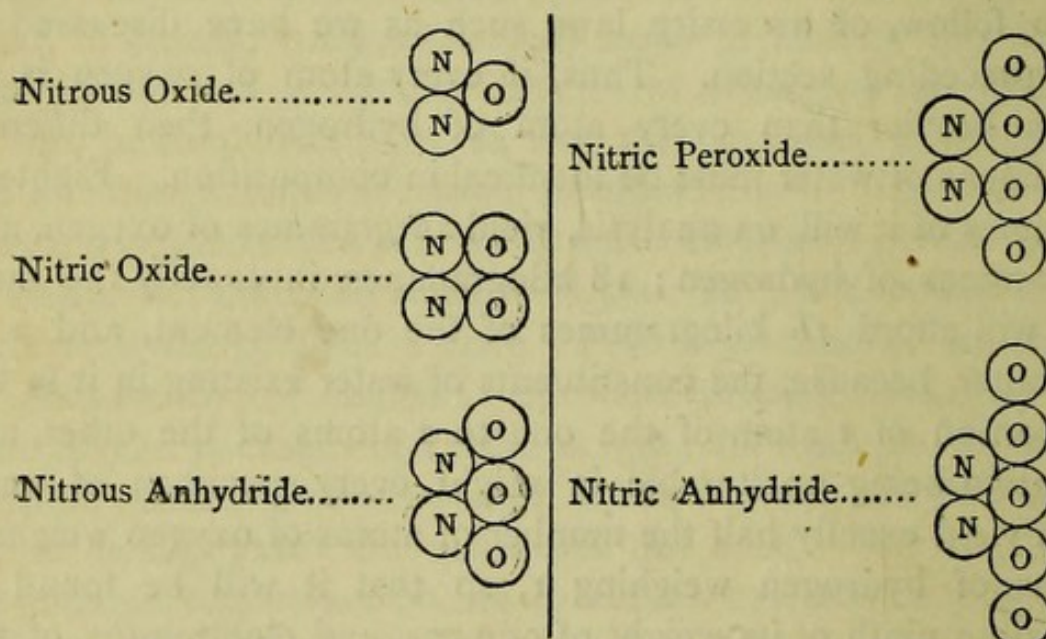 Nitrous Oxide..............
N
O
N
Nitric Oxide................
N O
N O
Nitrous Anhydride........
O
N
O
N
O
Nitric Peroxide.........
O
N O
N O
O
Nitric Anhydride.......
O
O
N
O
N
O
O